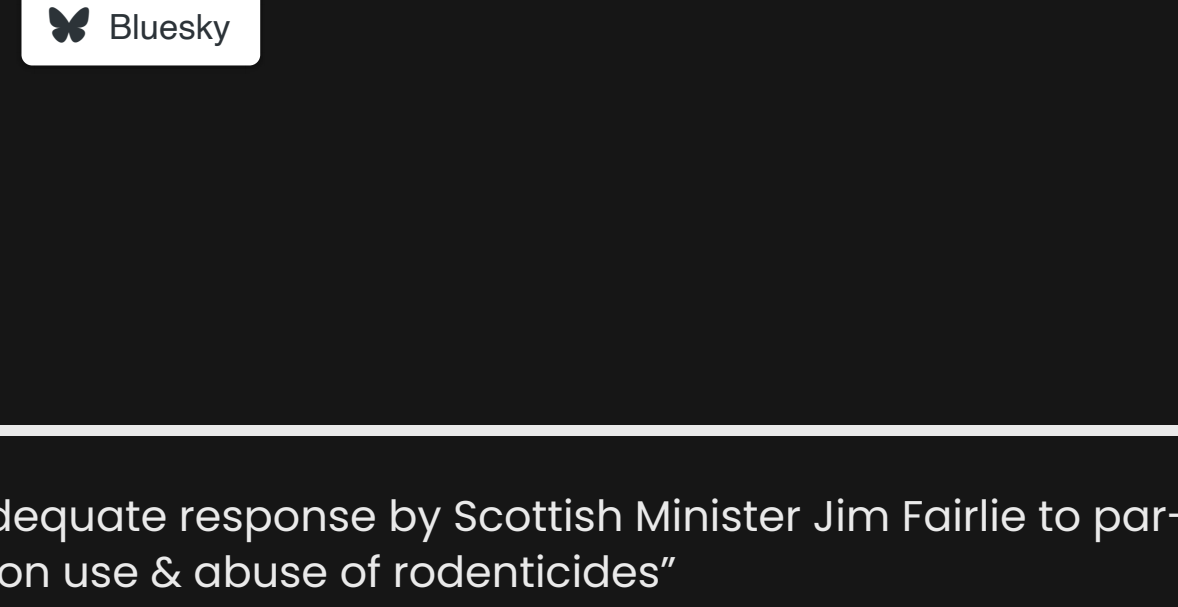 Bluesky
dequate response by Scottish Minister Jim Fairlie to par-
on use & abuse of rodenticides”